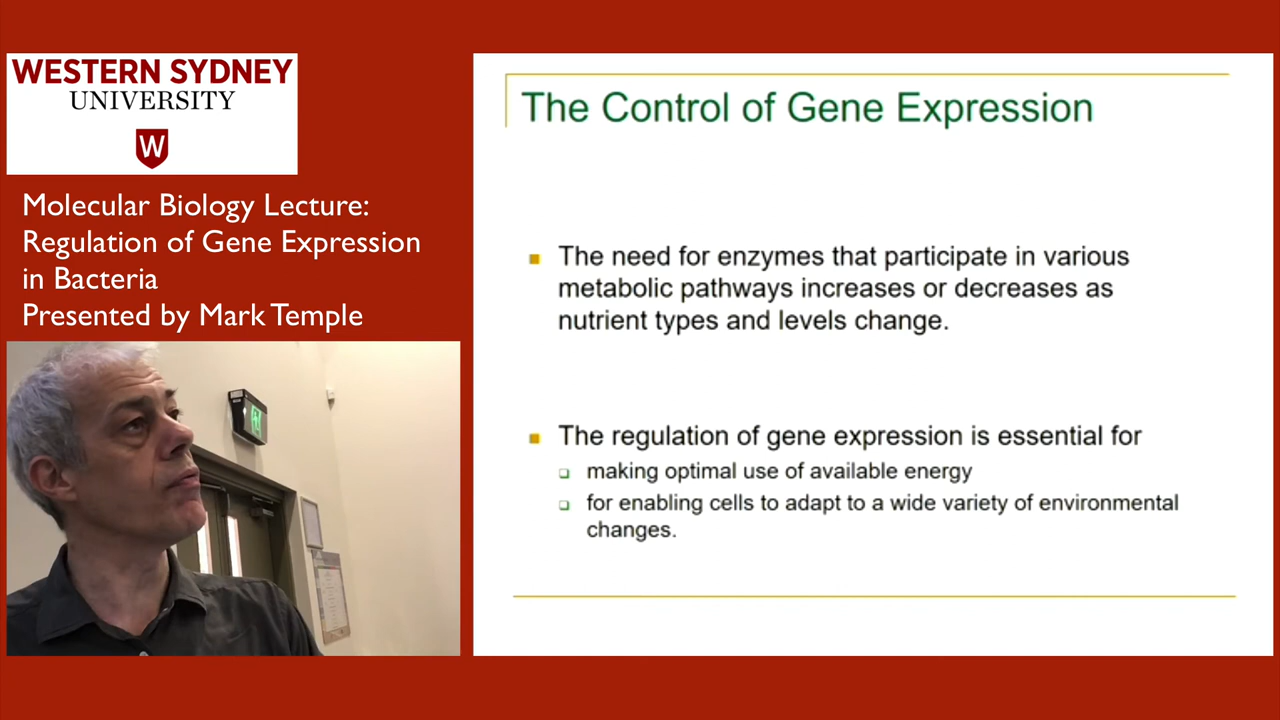 WESTERN SYDNEY
UNIVERSITY
W
Molecular Biology Lecture:
Regulation of Gene Expression
in Bacteria
Presented by Mark Temple
The Control of Gene Expression
The need for enzymes that participate in various
metabolic pathways increases or decreases as
nutrient types and levels change.
The regulation of gene expression is essential for
making optimal use of available energy
for enabling cells to adapt to a wide variety of environmental
changes.